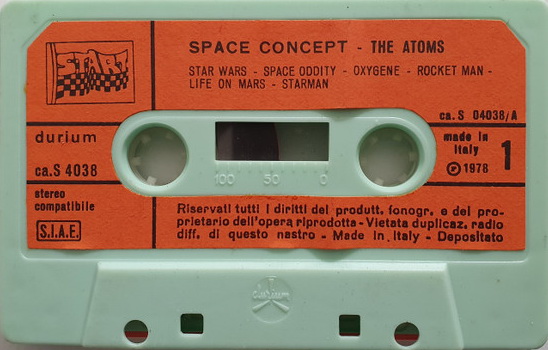 START
SPACE CONCEPT - THE ATOMS
STAR WARS - SPACE ODDITY - OXYGENE - ROCKET MAN -
LIFE ON MARS - STARMAN
ca.S 04038/A
durium
ca.S 4038
made in
Italy
℗ 1978
1
100 50 0
stereo
compatibile
S.I.A.E.
Riservati tutti i diritti del produtt. fonogr. e del pro-
prietario dell'opera riprodotta - Vietata duplicaz. radio
diff. di questo nastro - Made in Italy - Depositato
durium